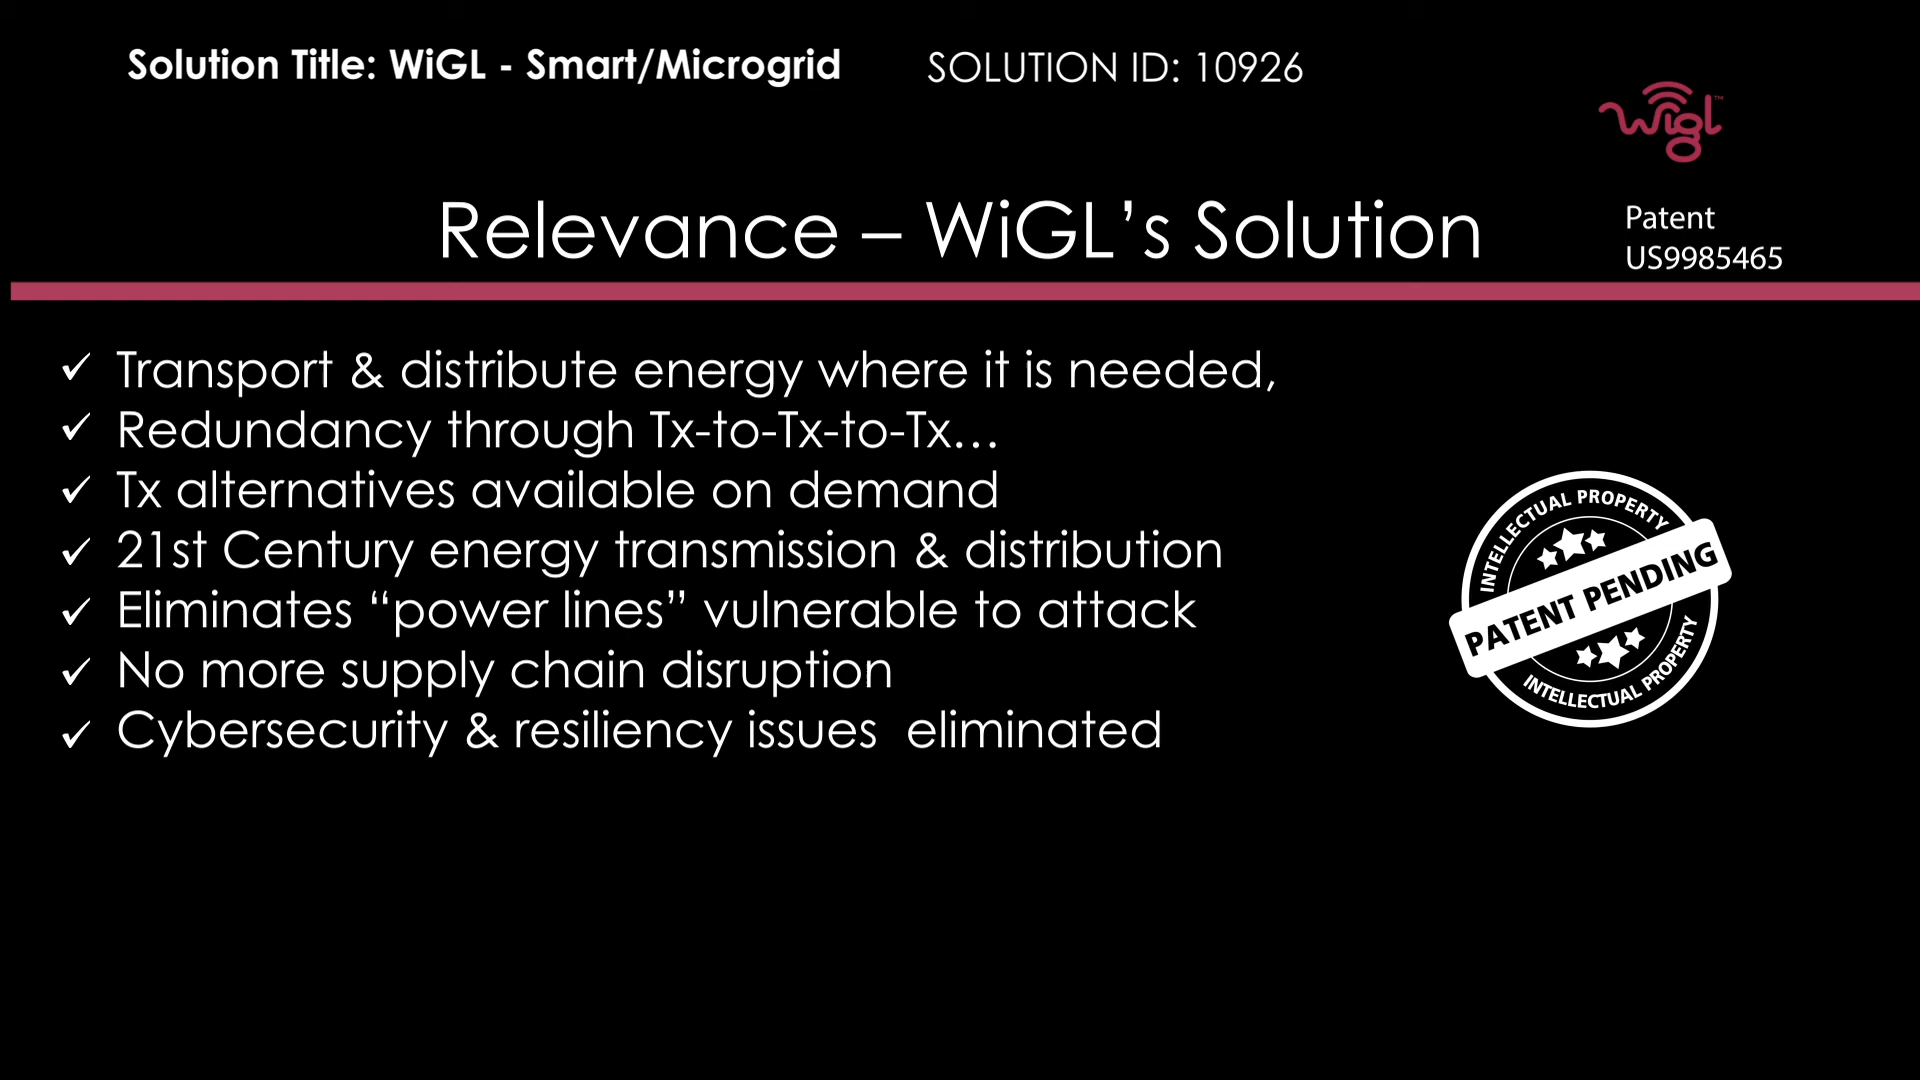 Solution Title: WiGL - Smart/Microgrid
SOLUTION ID: 10926
wigl™
Relevance – WiGL’s Solution
Patent
US9985465
✓ Transport & distribute energy where it is needed,
✓ Redundancy through Tx-to-Tx-to-Tx…
✓ Tx alternatives available on demand
✓ 21st Century energy transmission & distribution
✓ Eliminates “power lines” vulnerable to attack
✓ No more supply chain disruption
✓ Cybersecurity & resiliency issues  eliminated
INTELLECTUAL PROPERTY
PATENT PENDING
INTELLECTUAL PROPERTY